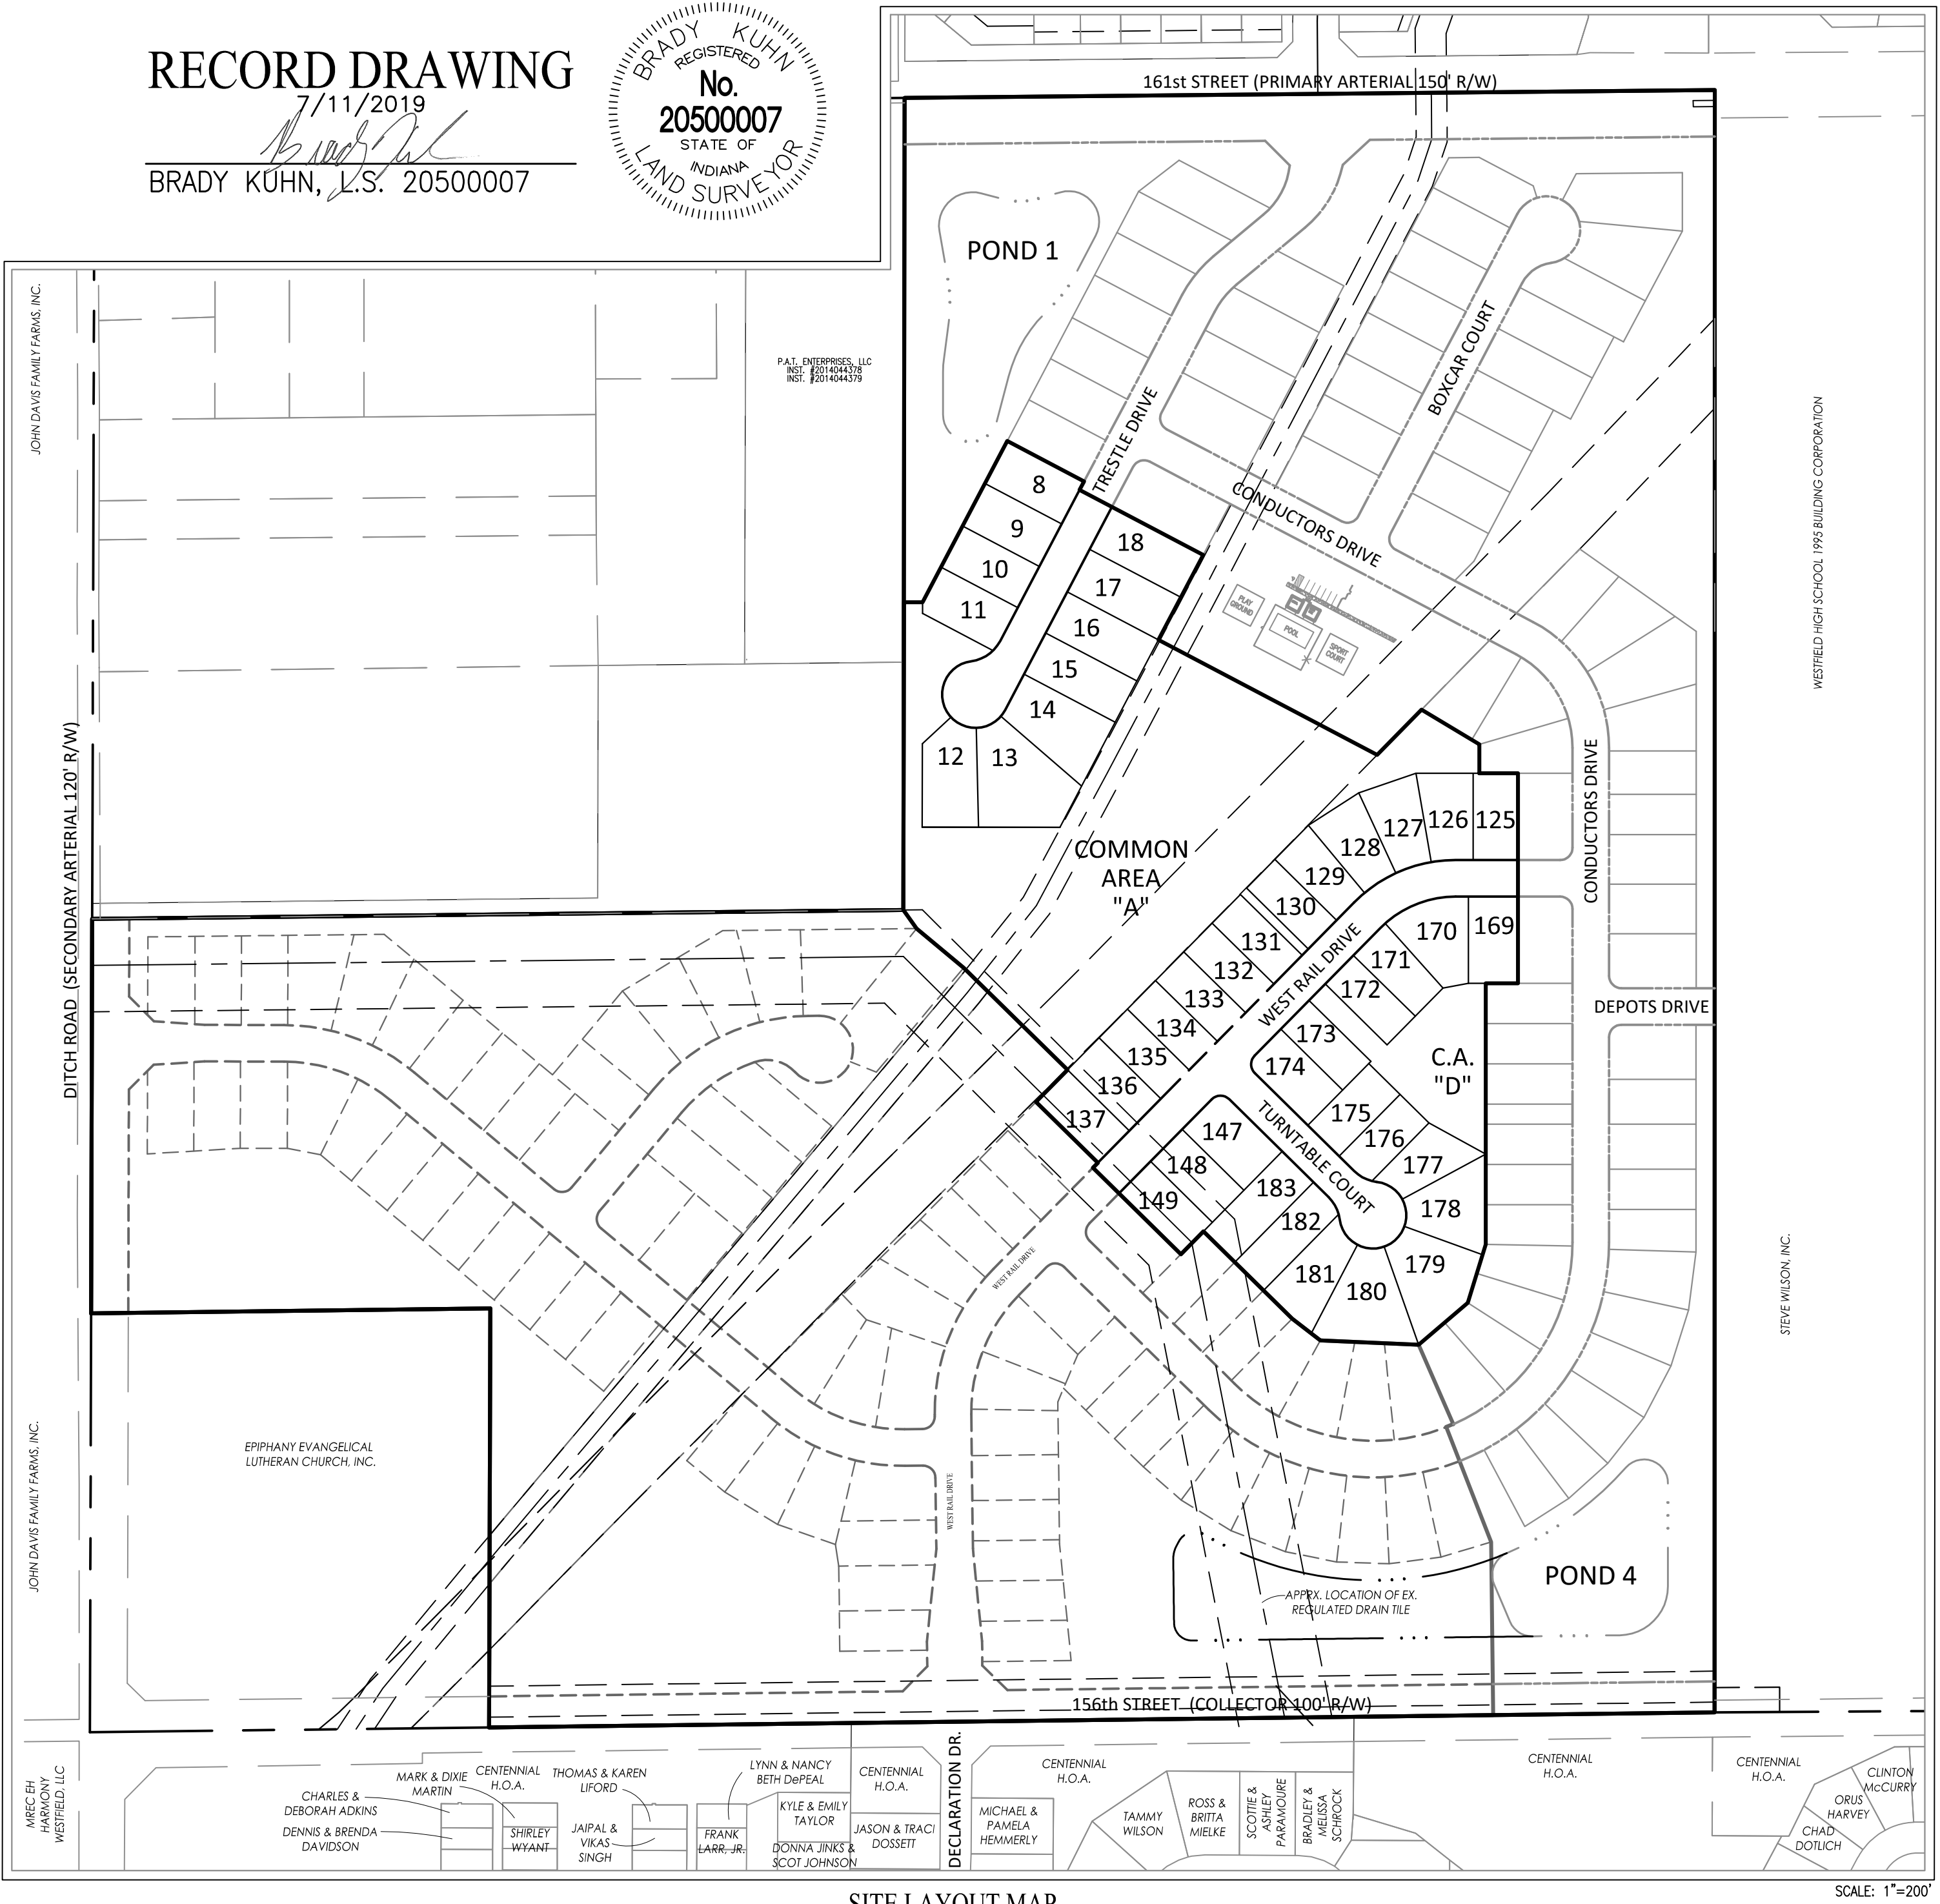 RECORD DRAWING
7/11/2019
BRADY KUHN, L.S. 20500007
BRADY KUHN
REGISTERED
No.
20500007
STATE OF
INDIANA
LAND SURVEYOR
161st STREET (PRIMARY ARTERIAL 150' R/W)
POND 1
JOHN DAVIS FAMILY FARMS, INC.
P.A.T. ENTERPRISES, LLC
INST. #2014044378
INST. #2014044379
TRESTLE DRIVE
BOXCAR COURT
CONDUCTORS DRIVE
WESTFIELD HIGH SCHOOL 1995 BUILDING CORPORATION
8
9
10
11
18
17
16
15
14
12
13
PLAY
GROUND
POOL
SPORT
COURT
DITCH ROAD (SECONDARY ARTERIAL 120' R/W)
COMMON
AREA
"A"
CONDUCTORS DRIVE
125
126
127
128
129
130
131
132
133
134
135
136
137
WEST RAIL DRIVE
169
170
171
172
173
174
175
176
177
178
179
180
181
182
183
147
148
149
C.A.
"D"
TURNTABLE COURT
DEPOTS DRIVE
WEST RAIL DRIVE
WEST RAIL DRIVE
STEVE WILSON, INC.
JOHN DAVIS FAMILY FARMS, INC.
EPIPHANY EVANGELICAL
LUTHERAN CHURCH, INC.
POND 4
APPRX. LOCATION OF EX.
REGULATED DRAIN TILE
156th STREET (COLLECTOR 100' R/W)
MREC EH
HARMONY
WESTFIELD, LLC
CHARLES &
DEBORAH ADKINS
DENNIS & BRENDA
DAVIDSON
MARK & DIXIE
MARTIN
CENTENNIAL
H.O.A.
SHIRLEY
WYANT
THOMAS & KAREN
LIFORD
JAIPAL &
VIKAS
SINGH
LYNN & NANCY
BETH DePEAL
FRANK
LARR, JR.
KYLE & EMILY
TAYLOR
DONNA JINKS &
SCOT JOHNSON
CENTENNIAL
H.O.A.
JASON & TRACI
DOSSETT
DECLARATION DR.
MICHAEL &
PAMELA
HEMMERLY
CENTENNIAL
H.O.A.
TAMMY
WILSON
ROSS &
BRITTA
MIELKE
SCOTTIE &
ASHLEY
PARAMOURE
BRADLEY &
MELISSA
SCHROCK
CENTENNIAL
H.O.A.
CENTENNIAL
H.O.A.
CLINTON
McCURRY
ORUS
HARVEY
CHAD
DOTLICH
SITE LAYOUT MAP
SCALE: 1"=200'